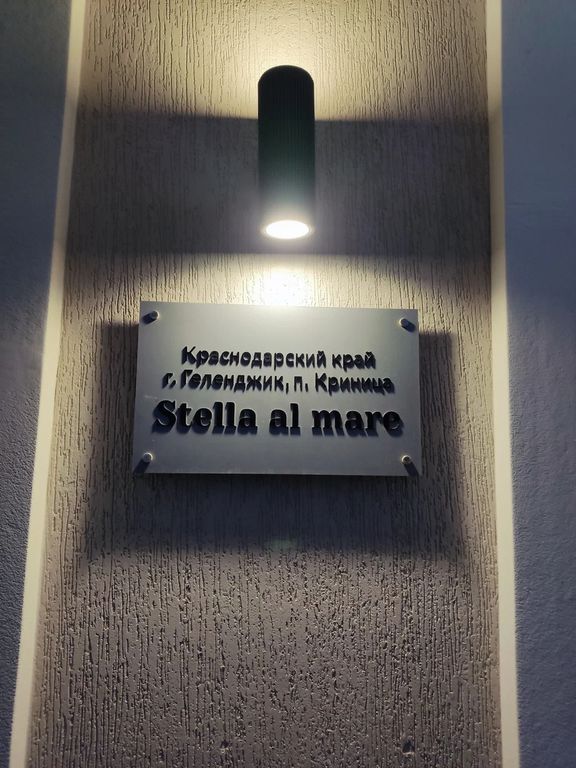 Краснодарский край
г. Геленджик, п. Криница
Stella al mare